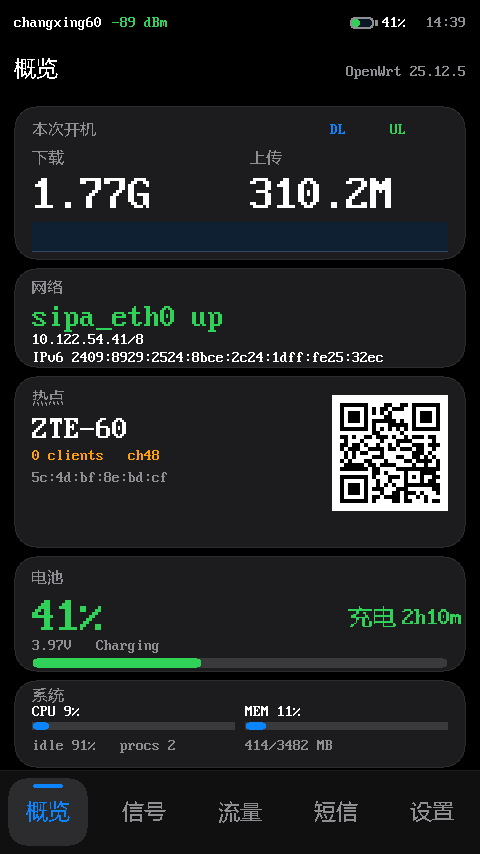 changxing60 -89 dBm 41% 14:39
概览 OpenWrt 25.12.5
本次开机 DL UL
下载 上传
1.77G 310.2M
网络
sipa_eth0 up
10.122.54.41/8
IPv6 2409:8929:2524:8bce:2c24:1dff:fe25:32ec
热点
ZTE-60
0 clients ch48
5c:4d:bf:8e:bd:cf
电池
41% 充电 2h10m
3.97V Charging
系统
CPU 9% MEM 11%
idle 91% procs 2 414/3482 MB
概览 信号 流量 短信 设置